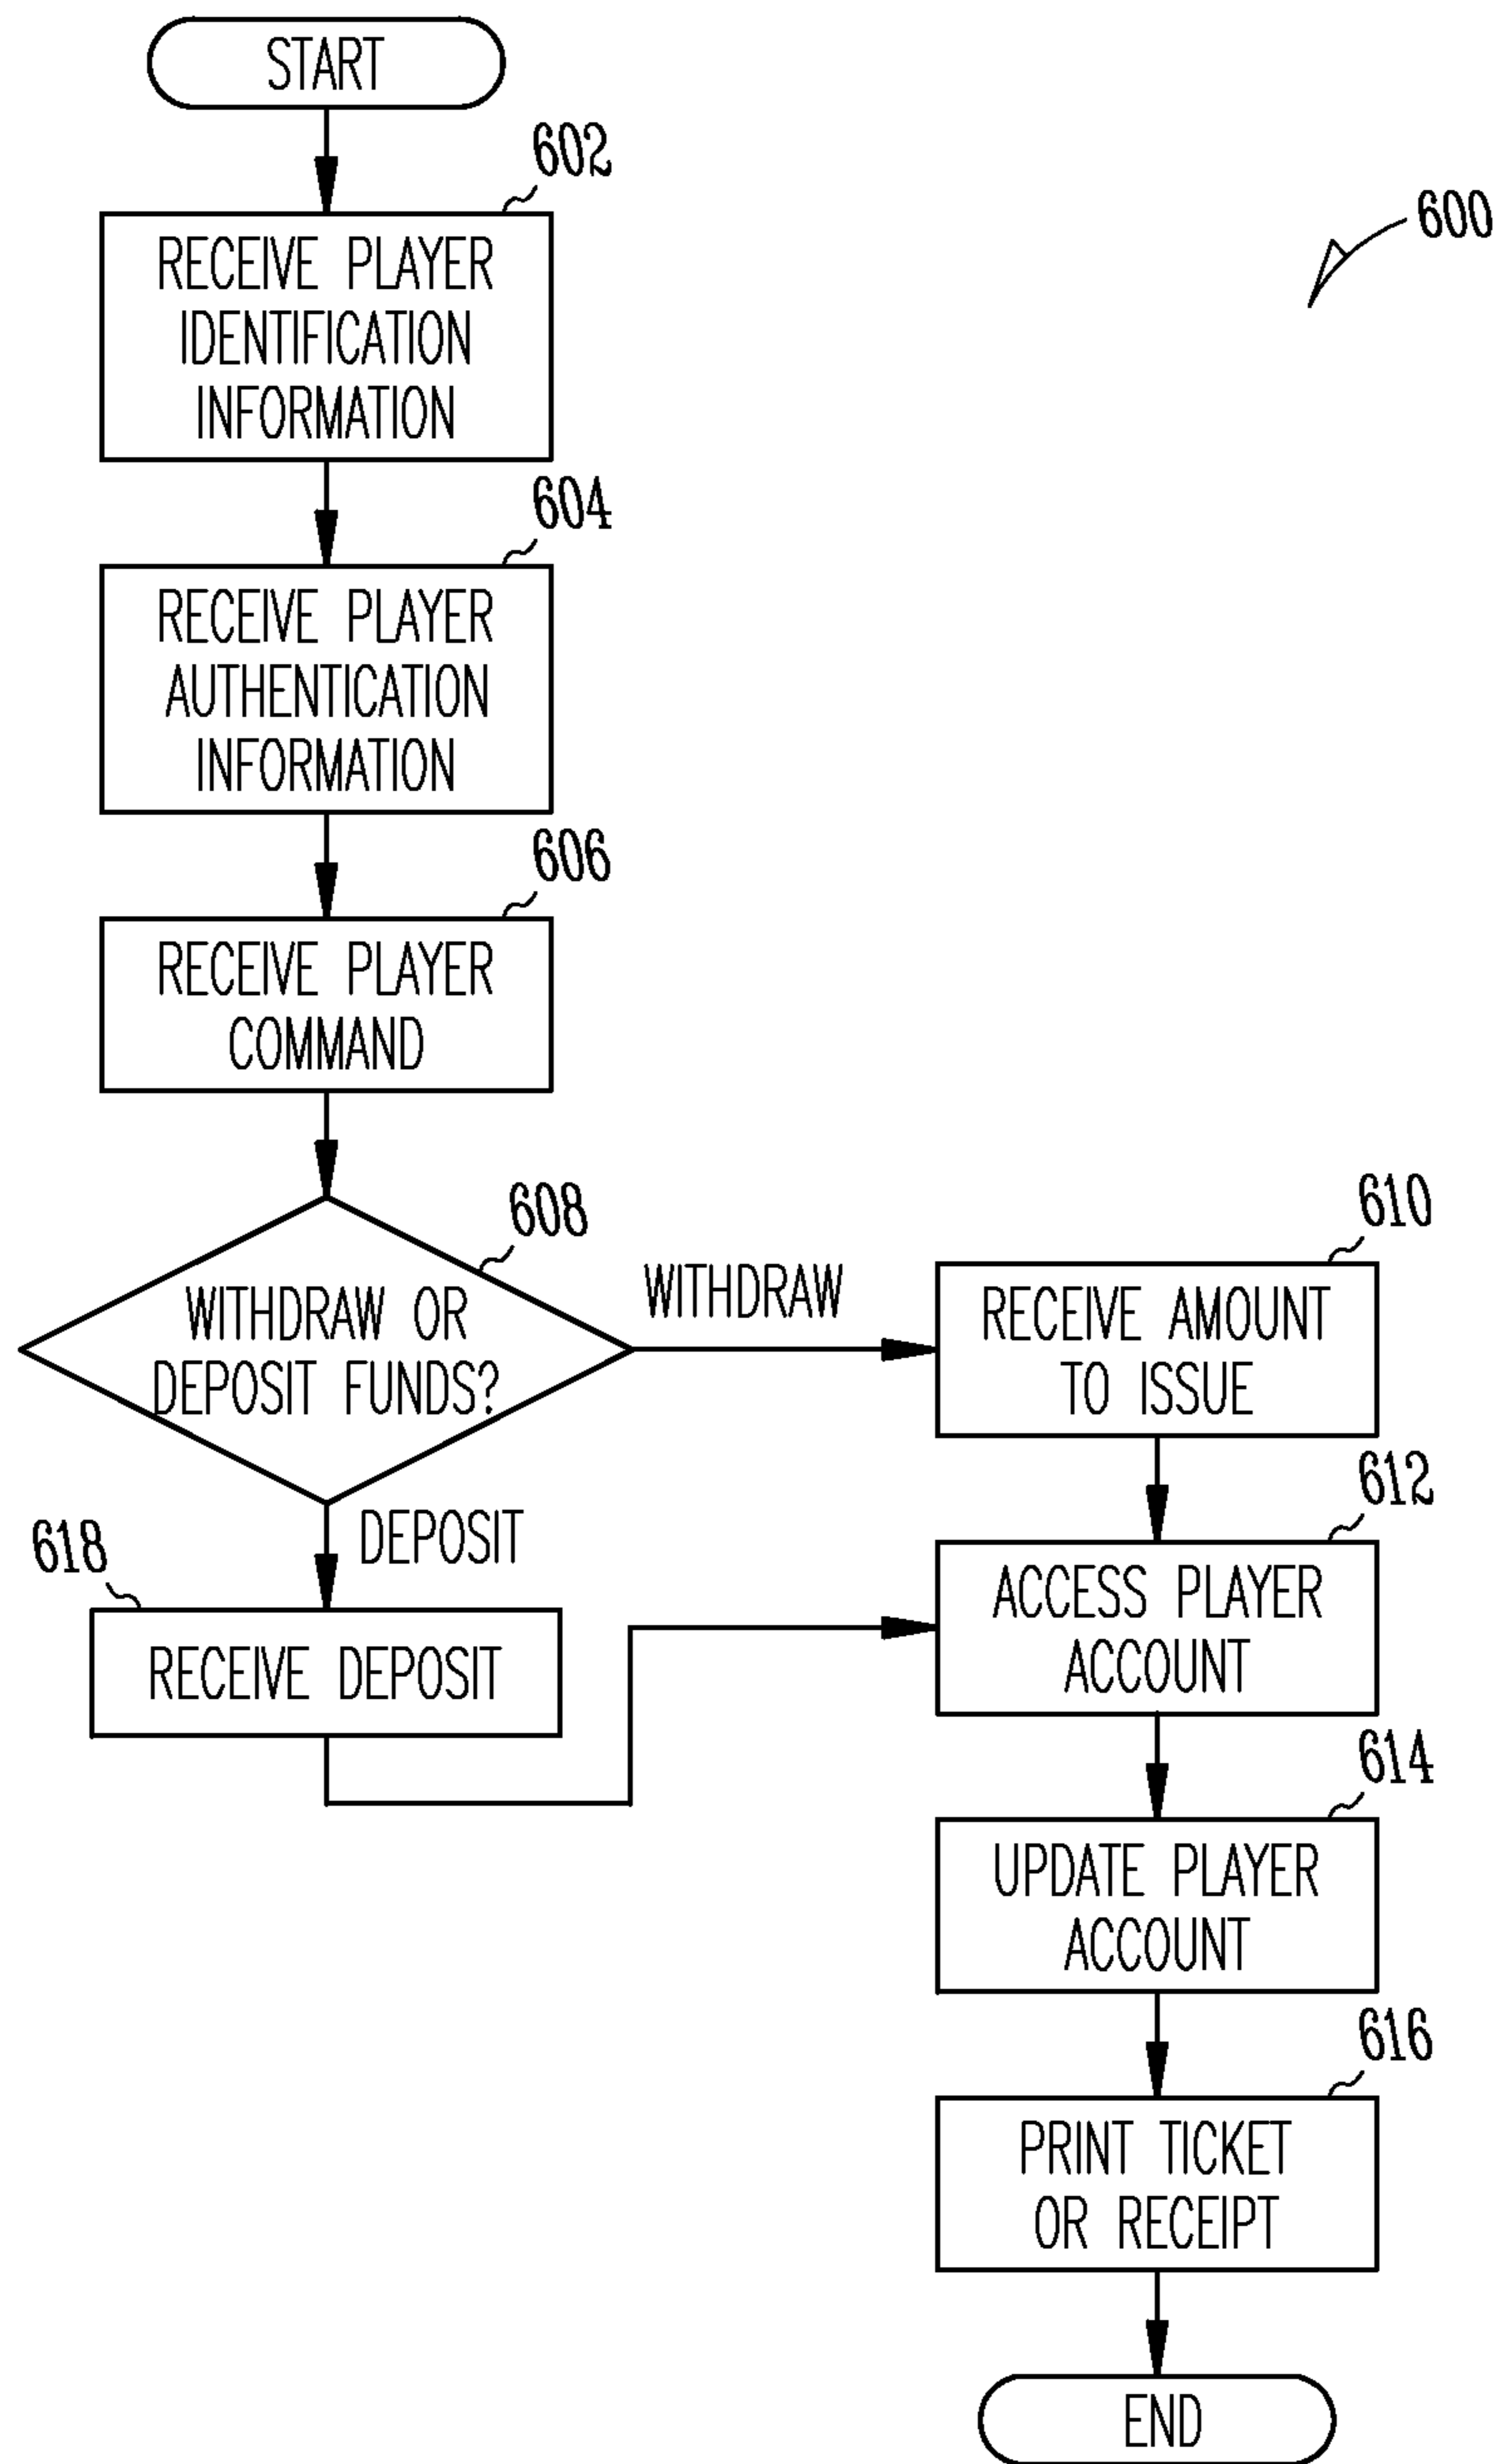 START
602
600
RECEIVE PLAYER
IDENTIFICATION
INFORMATION
604
RECEIVE PLAYER
AUTHENTICATION
INFORMATION
606
RECEIVE PLAYER
COMMAND
608
WITHDRAW OR
DEPOSIT FUNDS?
WITHDRAW
610
RECEIVE AMOUNT
TO ISSUE
DEPOSIT
618
RECEIVE DEPOSIT
612
ACCESS PLAYER
ACCOUNT
614
UPDATE PLAYER
ACCOUNT
616
PRINT TICKET
OR RECEIPT
END